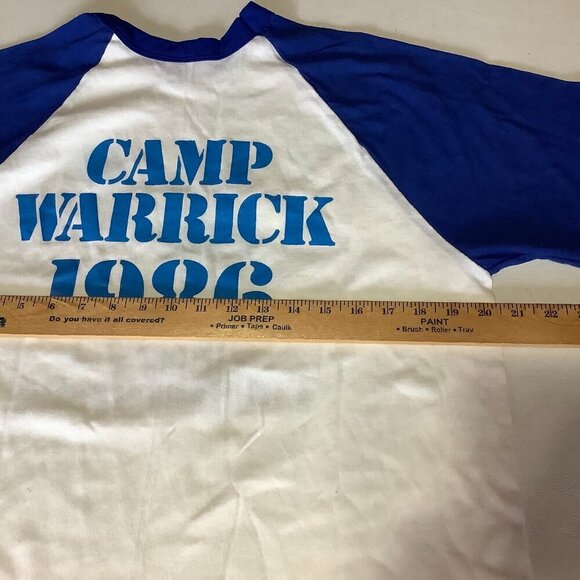 CAMP
WARRICK
1986
5 6 7 8 9 10 11 12 13 14 15 16 17 18 19 20 21 22
Do you have it all covered? JOB PREP PAINT
• Primer • Tape • Caulk • Brush • Roller • Tray